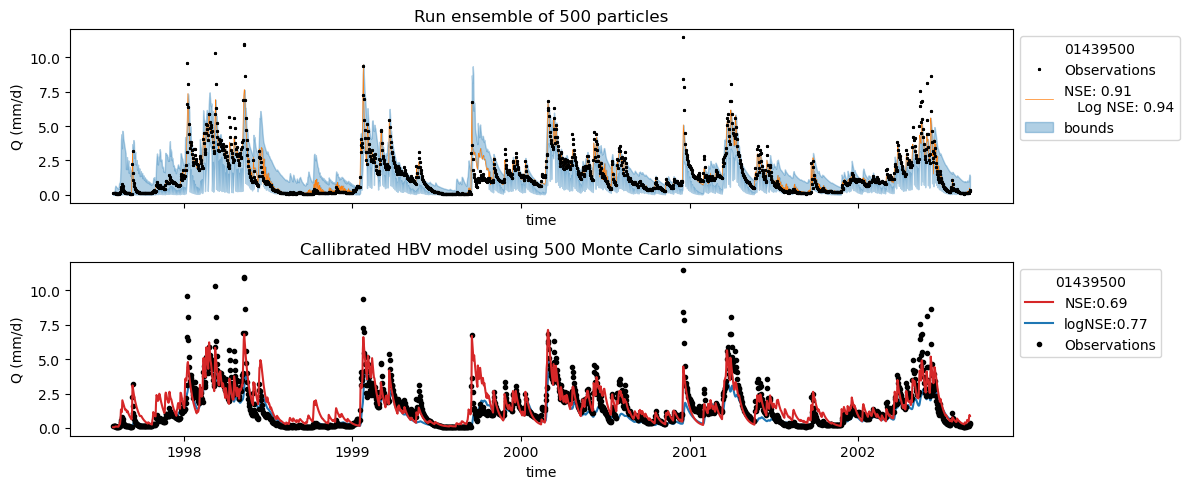 Run ensemble of 500 particles
10.0
7.5
5.0
2.5
0.0
Q (mm/d)
time
01439500
Observations
NSE: 0.91
Log NSE: 0.94
bounds
Callibrated HBV model using 500 Monte Carlo simulations
10.0
7.5
5.0
2.5
0.0
Q (mm/d)
1998
1999
2000
2001
2002
time
01439500
NSE:0.69
logNSE:0.77
Observations